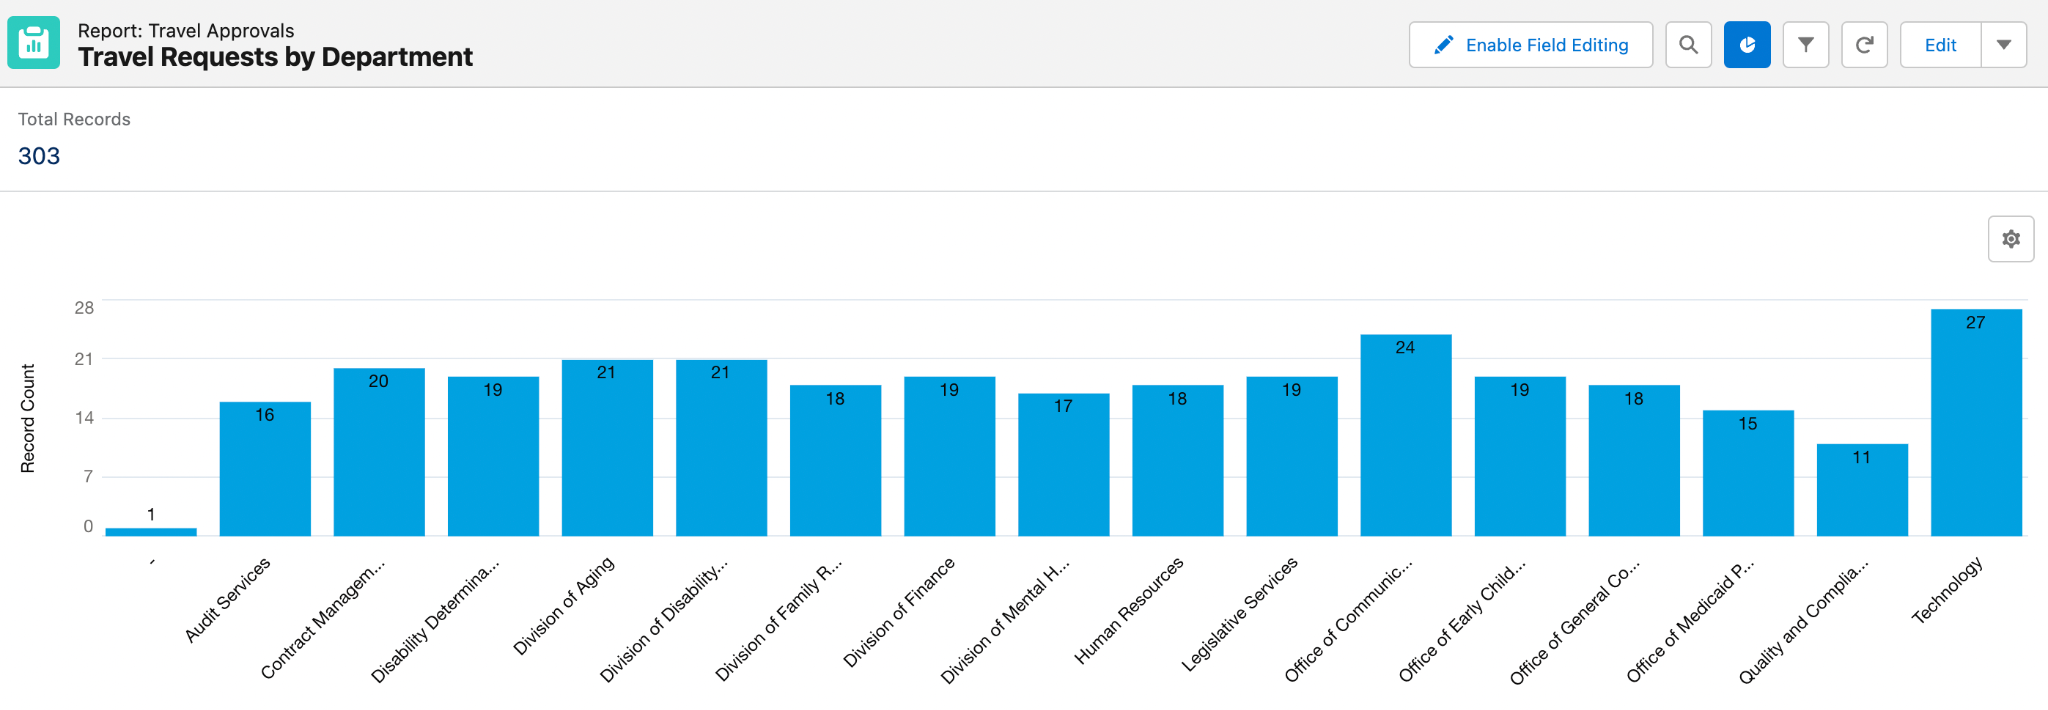 Report: Travel Approvals
Travel Requests by Department
Enable Field Editing
Edit
Total Records
303
Record Count
28
21
14
7
0
1
16
20
19
21
21
18
19
17
18
19
24
19
18
15
11
27
-
Audit Services
Contract Managem...
Disability Determina...
Division of Aging
Division of Disability...
Division of Family R...
Division of Finance
Division of Mental H...
Human Resources
Legislative Services
Office of Communic...
Office of Early Child...
Office of General Co...
Office of Medicaid P...
Quality and Complia...
Technology